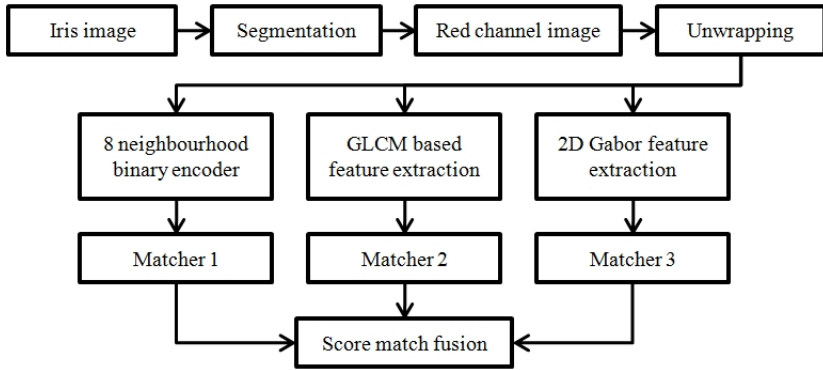 Iris image
Segmentation
Red channel image
Unwrapping
8 neighbourhood
binary encoder
GLCM based
feature extraction
2D Gabor feature
extraction
Matcher 1
Matcher 2
Matcher 3
Score match fusion